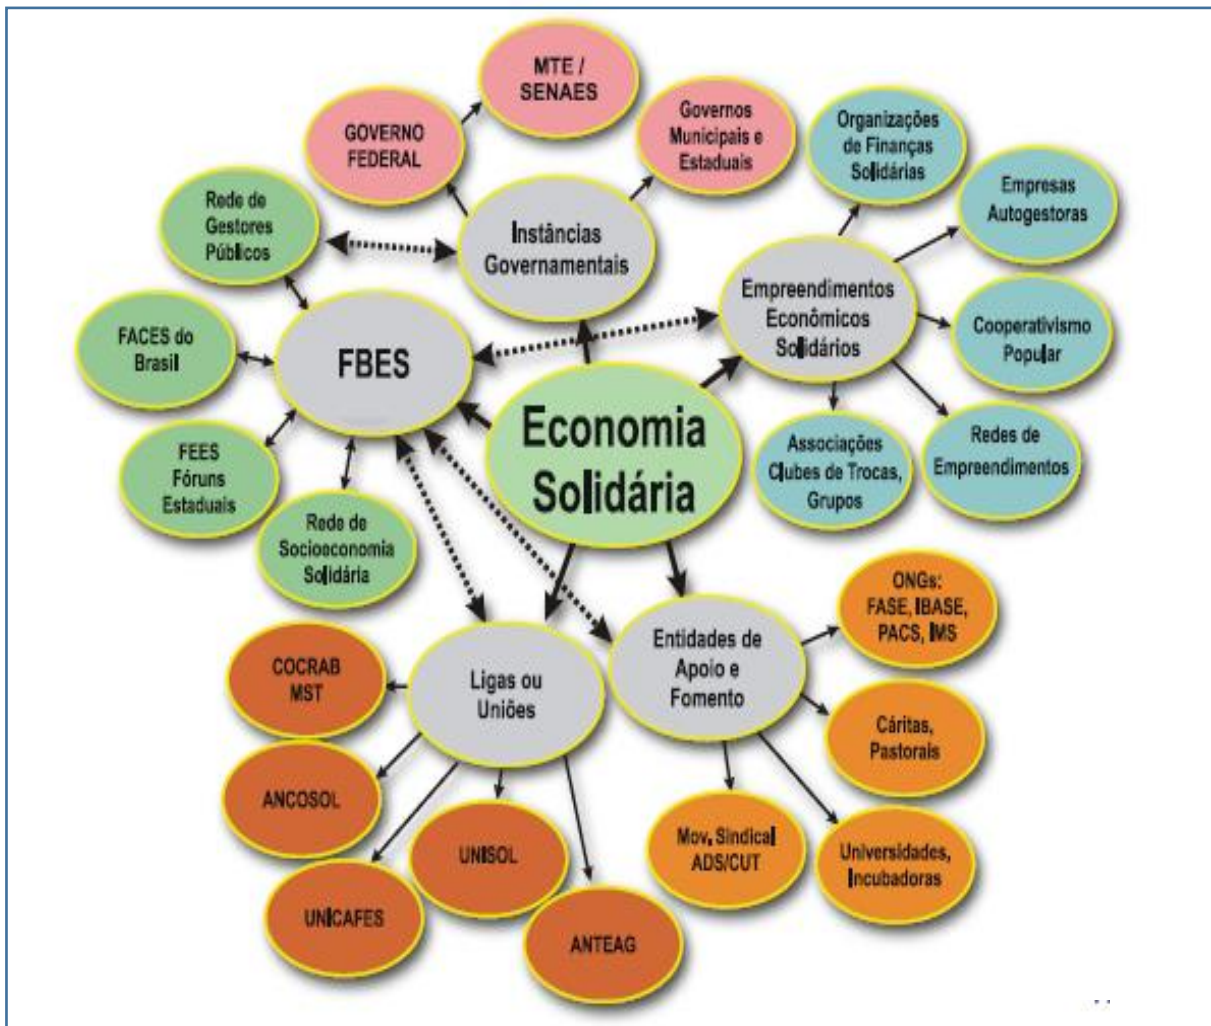 MTE /
SENAES
GOVERNO
FEDERAL
Governos
Municipais e
Estaduais
Organizações
de Finanças
Solidárias
Empresas
Autogestoras
Rede de
Gestores
Públicos
Instâncias
Governamentais
Empreendimentos
Econômicos
Solidários
Cooperativismo
Popular
FACES do
Brasil
FBES
Economia
Solidária
Associações
Clubes de Trocas,
Grupos
Redes de
Empreendimentos
FEES
Fóruns
Estaduais
Rede de
Socioeconomia
Solidária
ONGs:
FASE, IBASE,
PACS, IMS
Entidades de
Apoio e
Fomento
Ligas ou
Uniões
COCRAB
MST
Cáritas,
Pastorais
ANCOSOL
UNISOL
Mov. Sindical
ADS/CUT
Universidades,
Incubadoras
UNICAFES
ANTEAG